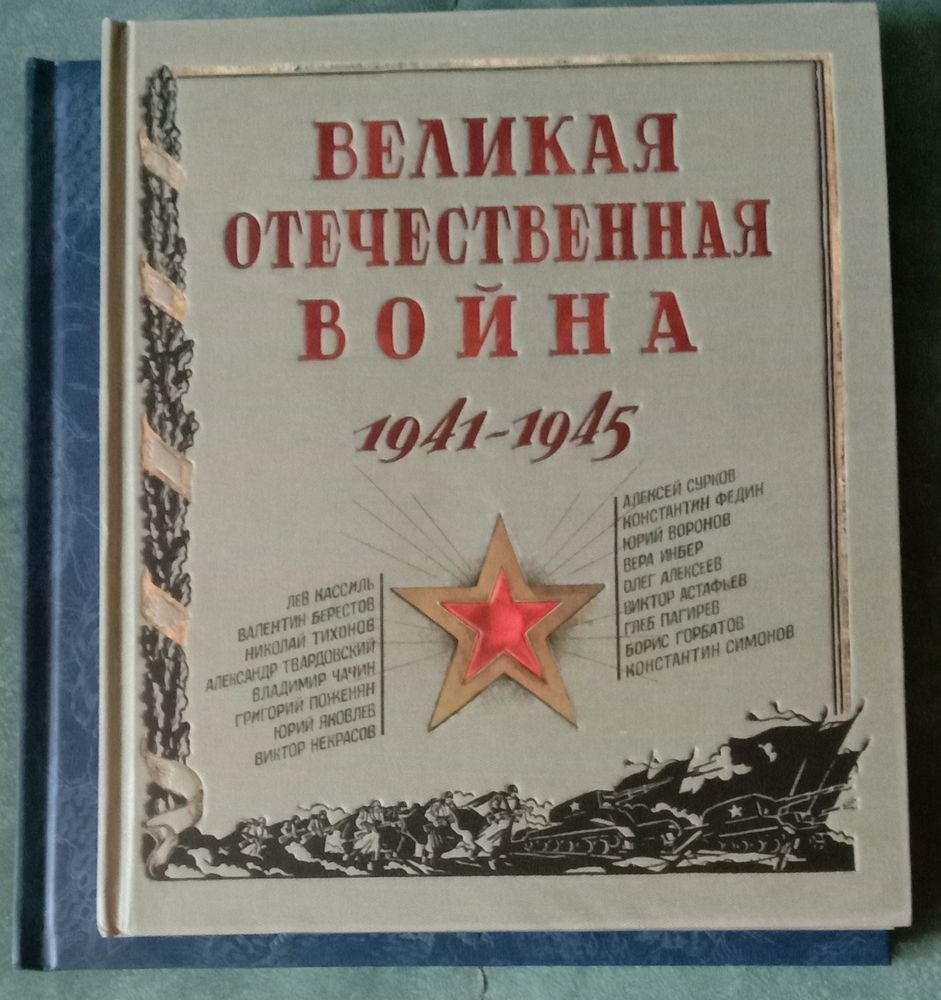 ВЕЛИКАЯ
ОТЕЧЕСТВЕННАЯ
ВОЙНА
1941-1945
ЛЕВ КАССИЛЬ
ВАЛЕНТИН БЕРЕСТОВ
НИКОЛАЙ ТИХОНОВ
АЛЕКСАНДР ТВАРДОВСКИЙ
ВЛАДИМИР ЧАЧИН
ГРИГОРИЙ ПОЖЕНЯН
ЮРИЙ ЯКОВЛЕВ
ВИКТОР НЕКРАСОВ
АЛЕКСЕЙ СУРКОВ
КОНСТАНТИН ФЕДИН
ЮРИЙ ВОРОНОВ
ВЕРА ИНБЕР
ОЛЕГ АЛЕКСЕЕВ
ВИКТОР АСТАФЬЕВ
ГЛЕБ ПАГИРЕВ
БОРИС ГОРБАТОВ
КОНСТАНТИН СИМОНОВ